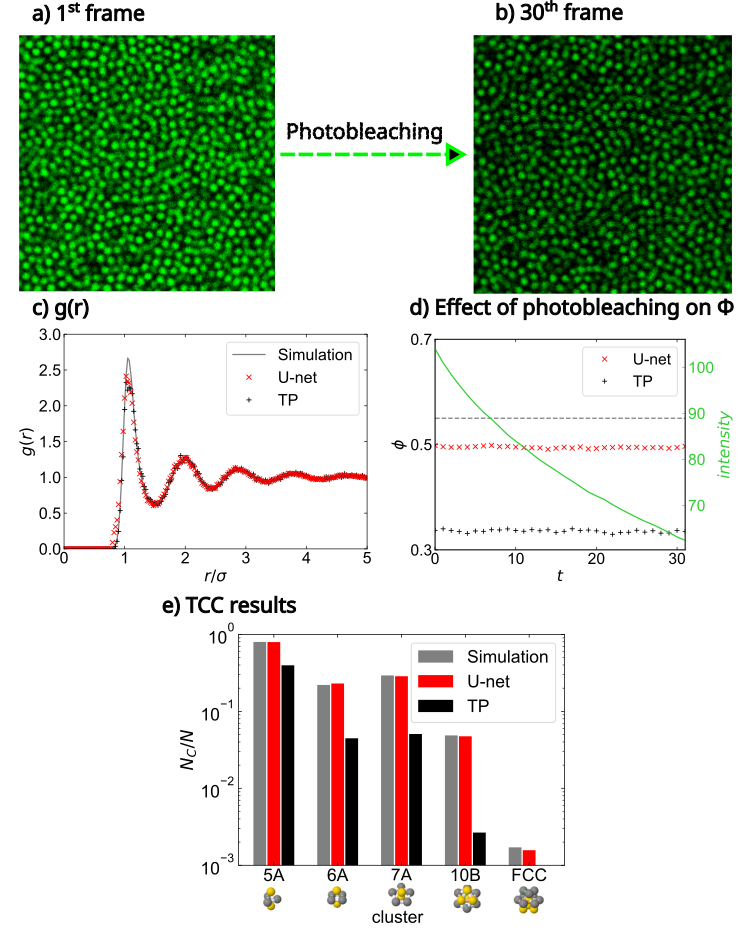 a) 1st frame
b) 30th frame
Photobleaching
c) g(r)
3.0
2.5
2.0
1.5
1.0
0.5
0.0
g(r)
Simulation
U-net
TP
0 1 2 3 4 5
r/σ
d) Effect of photobleaching on Φ
0.7
0.5
0.3
ϕ
U-net
TP
100
90
80
70
intensity
0 10 20 30
t
e) TCC results
10^0
10^-1
10^-2
10^-3
N_C/N
Simulation
U-net
TP
5A 6A 7A 10B FCC
cluster